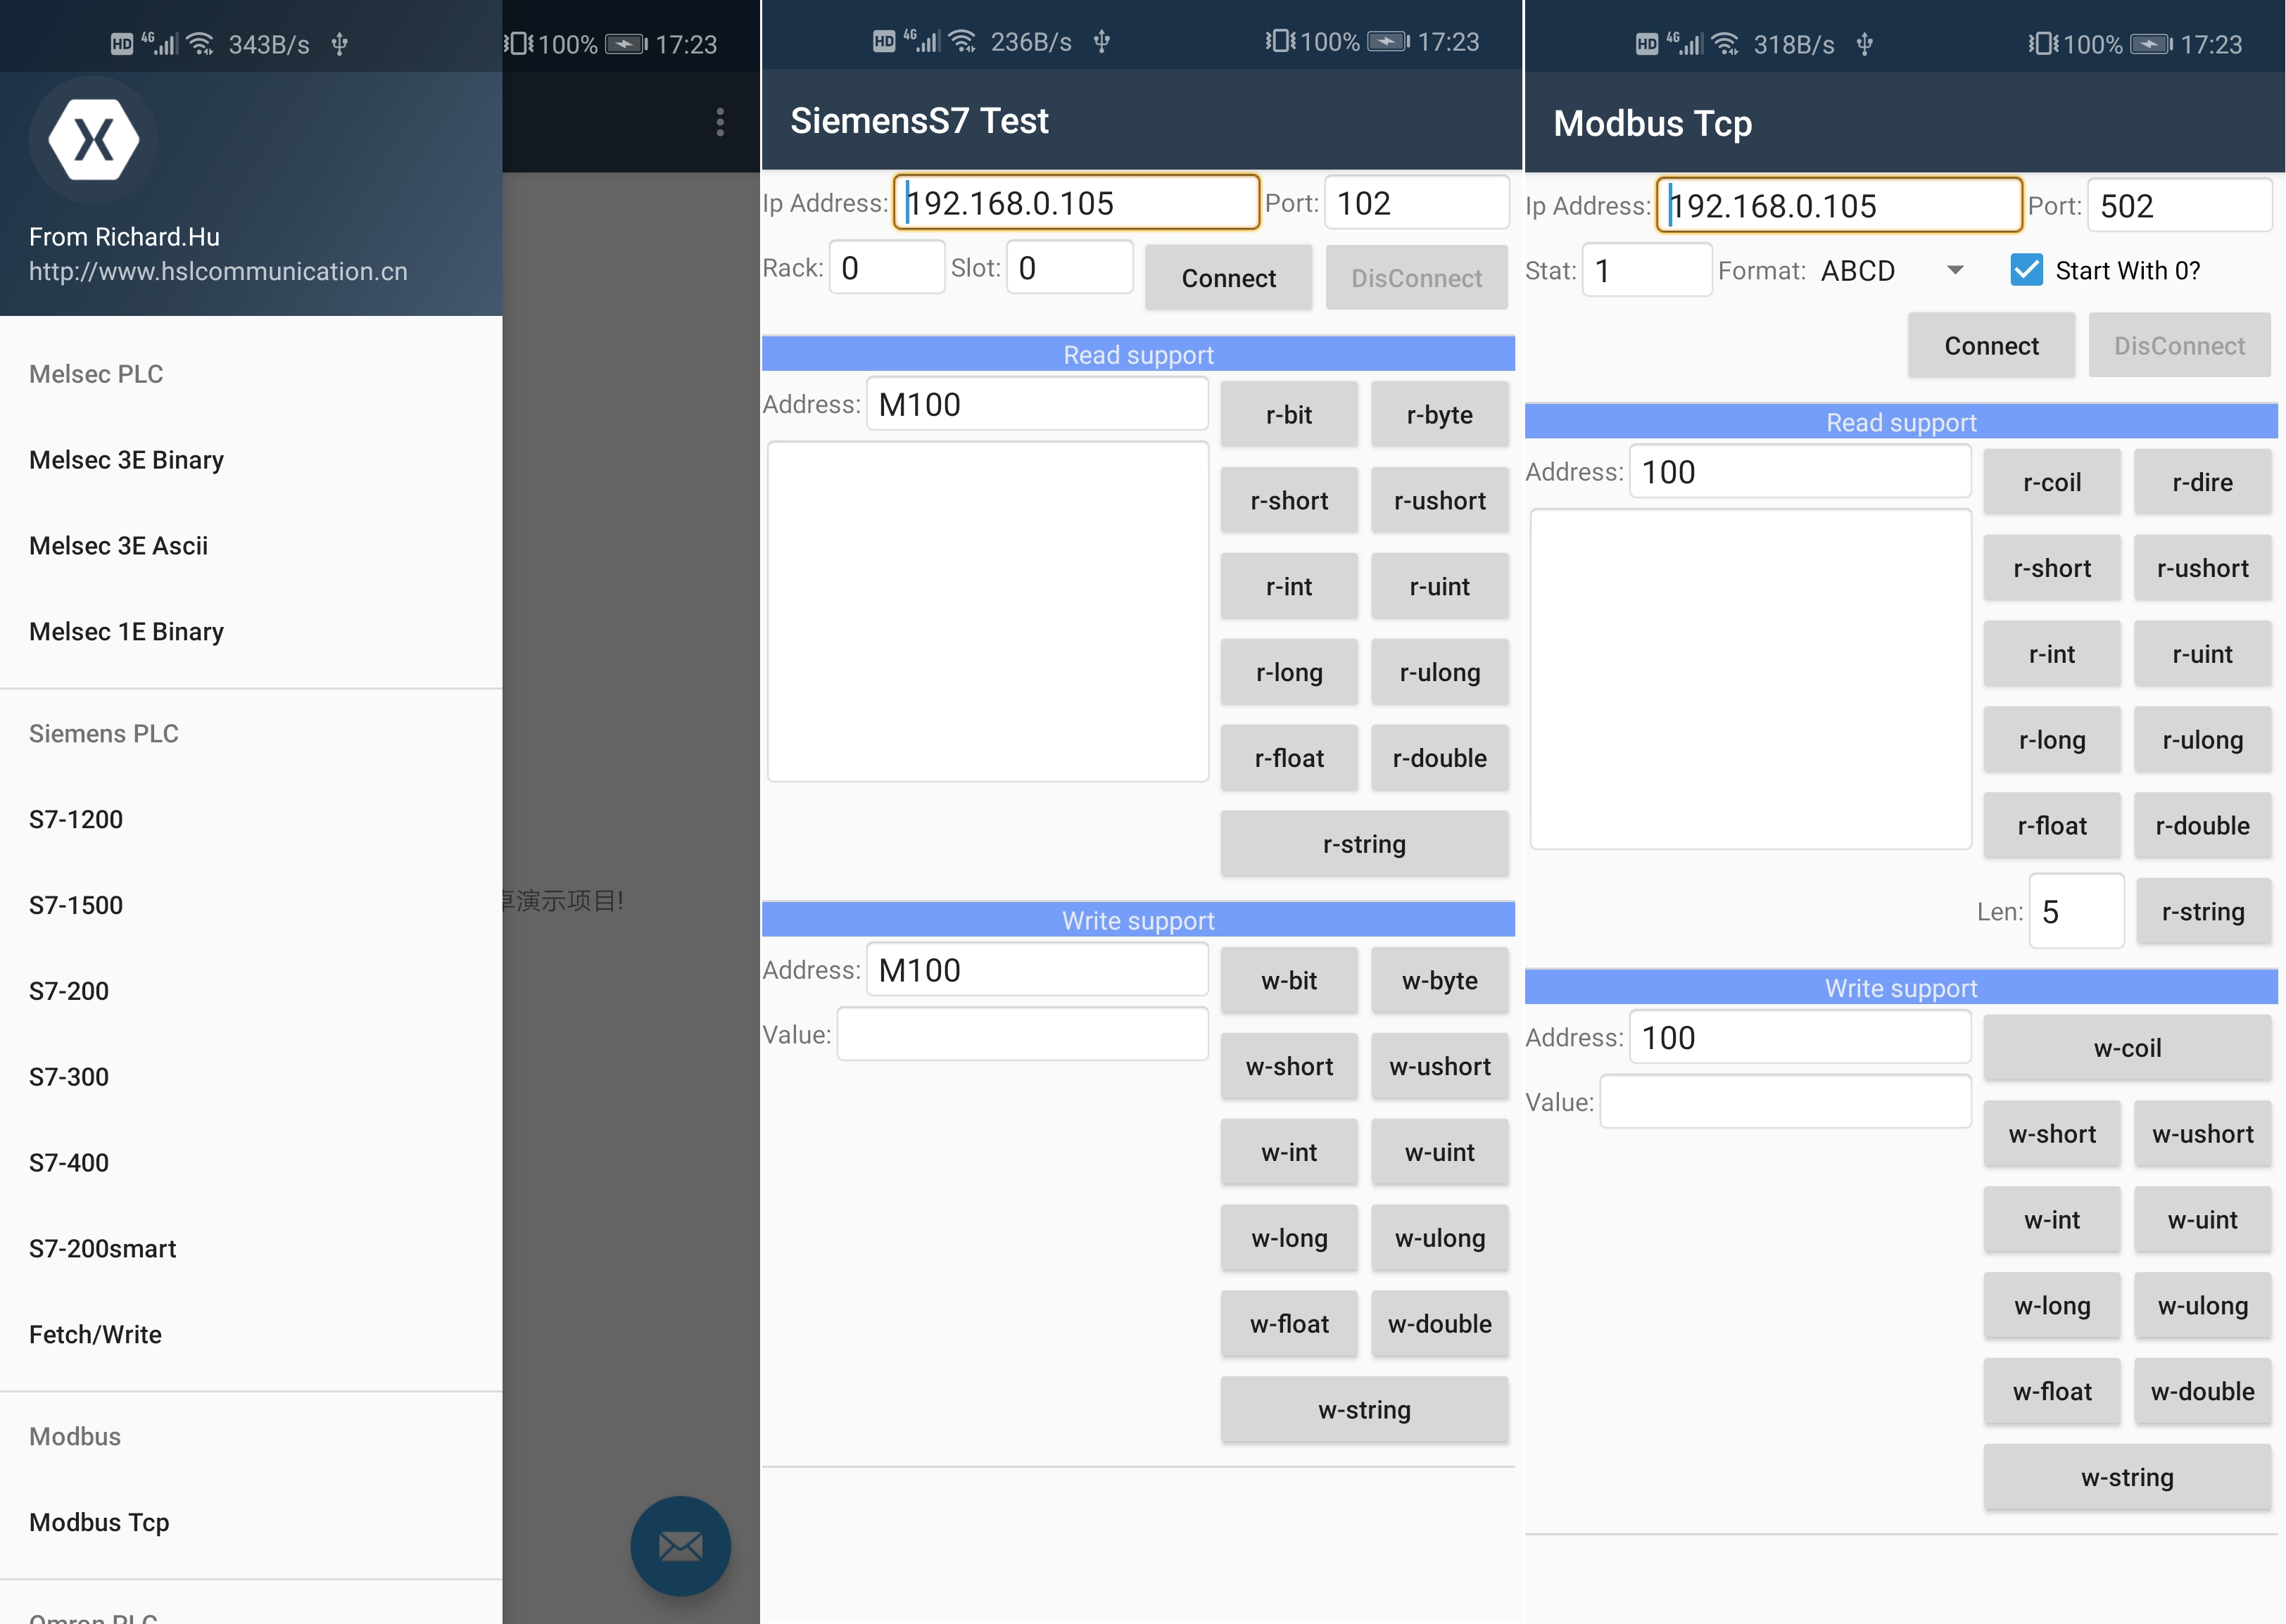 HD 4G 343B/s 100% 17:23
From Richard.Hu
http://www.hslcommunication.cn
Melsec PLC
Melsec 3E Binary
Melsec 3E Ascii
Melsec 1E Binary
Siemens PLC
S7-1200
S7-1500
S7-200
S7-300
S7-400
S7-200smart
Fetch/Write
Modbus
Modbus Tcp
演示项目!
HD 4G 236B/s 100% 17:23
SiemensS7 Test
Ip Address: 192.168.0.105 Port: 102
Rack: 0 Slot: 0 Connect DisConnect
Read support
Address: M100 r-bit r-byte
r-short r-ushort
r-int r-uint
r-long r-ulong
r-float r-double
r-string
Write support
Address: M100 w-bit w-byte
Value:
w-short w-ushort
w-int w-uint
w-long w-ulong
w-float w-double
w-string
HD 4G 318B/s 100% 17:23
Modbus Tcp
Ip Address: 192.168.0.105 Port: 502
Stat: 1 Format: ABCD Start With 0?
Connect DisConnect
Read support
Address: 100 r-coil r-dire
r-short r-ushort
r-int r-uint
r-long r-ulong
r-float r-double
Len: 5 r-string
Write support
Address: 100 w-coil
Value:
w-short w-ushort
w-int w-uint
w-long w-ulong
w-float w-double
w-string